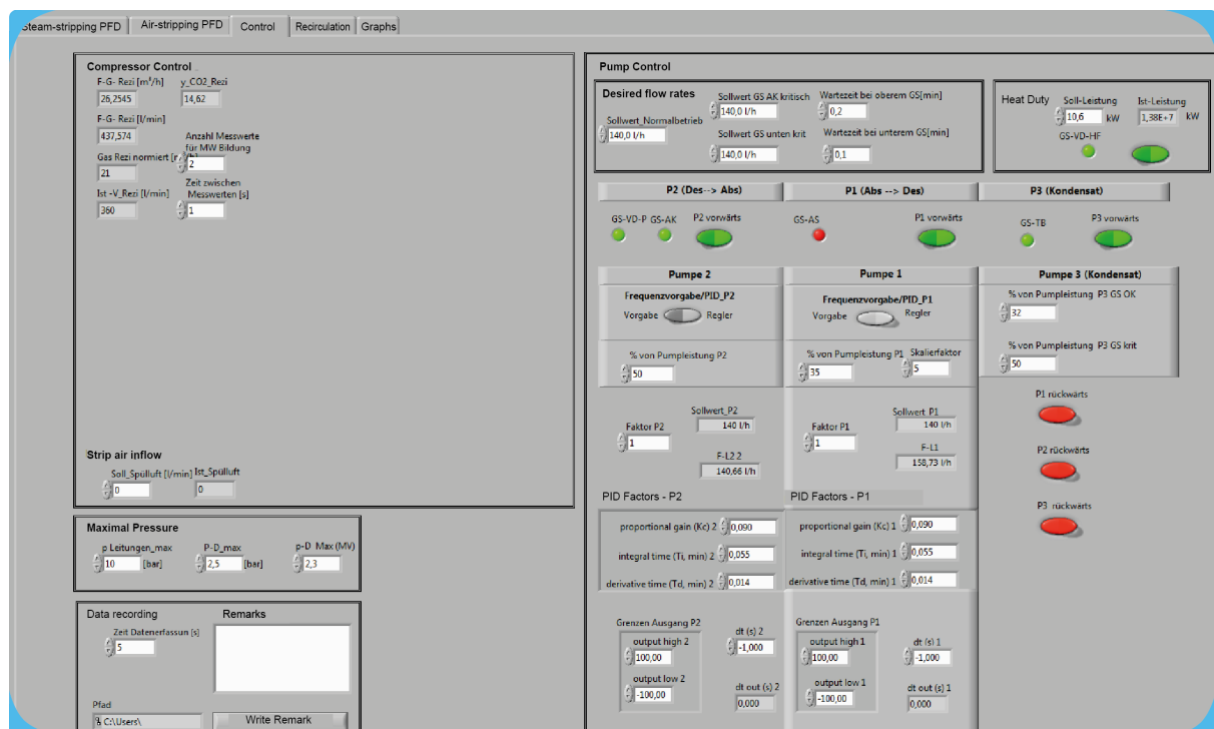 Steam-stripping PFD Air-stripping PFD Control Recirculation Graphs
Compressor Control
F-G- Rezi [m³/h] y_CO2_Rezi
26,2545 14,62
F-G- Rezi [l/min]
437,574
Anzahl Messwerte
für MW Bildung
2
Gas Rezi normiert [
21
Zeit zwischen
Messwerten [s]
1
Ist -V_Rezi [l/min]
360
Strip air inflow
Soll_Spülluft [l/min] Ist_Spülluft
0 0
Maximal Pressure
p Leitungen_max P-D_max p-D Max (MV)
10 [bar] 2,5 [bar] 2,3
Data recording Remarks
Zeit Datenerfassun [s]
5
Pfad
C:\Users\ Write Remark
Pump Control
Desired flow rates
Sollwert_Normalbetrieb
140,0 l/h
Sollwert GS AK kritisch Wartezeit bei oberem GS[min]
140,0 l/h 0,2
Sollwert GS unten krit Wartezeit bei unterem GS[min]
140,0 l/h 0,1
Heat Duty Soll-Leistung Ist-Leistung
10,6 kW 1,38E+7 kW
GS-VD-HF
P2 (Des--> Abs) P1 (Abs --> Des) P3 (Kondensat)
GS-VD-P GS-AK P2 vorwärts GS-AS P1 vorwärts GS-TB P3 vorwärts
Pumpe 2 Pumpe 1 Pumpe 3 (Kondensat)
Frequenzvorgabe/PID_P2 Frequenzvorgabe/PID_P1
Vorgabe Regler Vorgabe Regler
% von Pumpleistung P3 GS OK
32
% von Pumpleistung P3 GS krit
50
% von Pumpleistung P2 % von Pumpleistung P1 Skalierfaktor
50 35 5
P1 rückwärts
P2 rückwärts
P3 rückwärts
Sollwert_P2 Sollwert_P1
Faktor P2 140 l/h Faktor P1 140 l/h
1 1
F-L2 2 F-L1
140,66 l/h 158,73 l/h
PID Factors - P2 PID Factors - P1
proportional gain (Kc) 2 0,090 proportional gain (Kc) 1 0,090
integral time (Ti, min) 2 0,055 integral time (Ti, min) 1 0,055
derivative time (Td, min) 2 0,014 derivative time (Td, min) 1 0,014
Grenzen Ausgang P2 Grenzen Ausgang P1
output high 2 dt (s) 2 output high 1 dt (s) 1
100,00 -1,000 100,00 -1,000
output low 2 dt out (s) 2 output low 1 dt out (s) 1
-100,00 0,000 -100,00 0,000